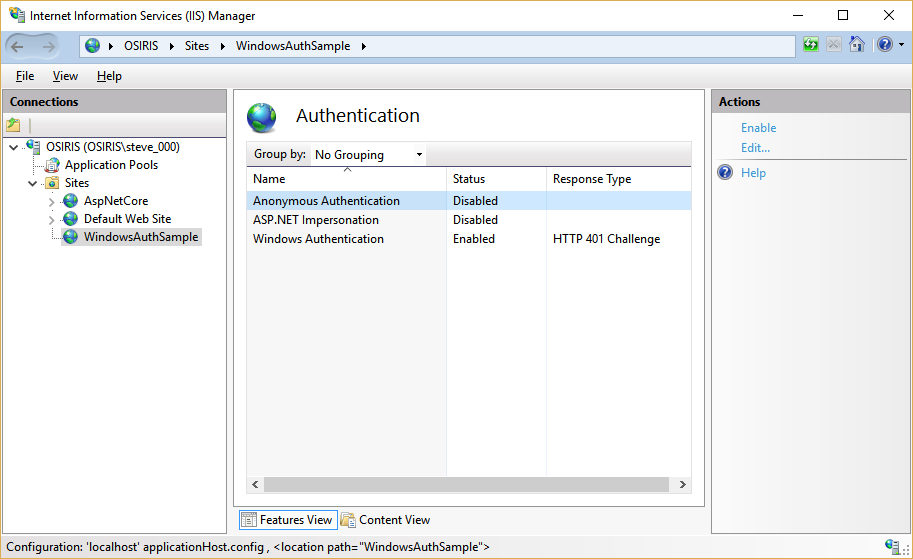 Internet Information Services (IIS) Manager
OSIRIS Sites WindowsAuthSample
File View Help
Connections
OSIRIS (OSIRIS\steve_000)
Application Pools
Sites
AspNetCore
Default Web Site
WindowsAuthSample
Authentication
Group by: No Grouping
Name Status Response Type
Anonymous Authentication Disabled
ASP.NET Impersonation Disabled
Windows Authentication Enabled HTTP 401 Challenge
Features View Content View
Actions
Enable
Edit...
Help
Configuration: 'localhost' applicationHost.config , <location path="WindowsAuthSample">